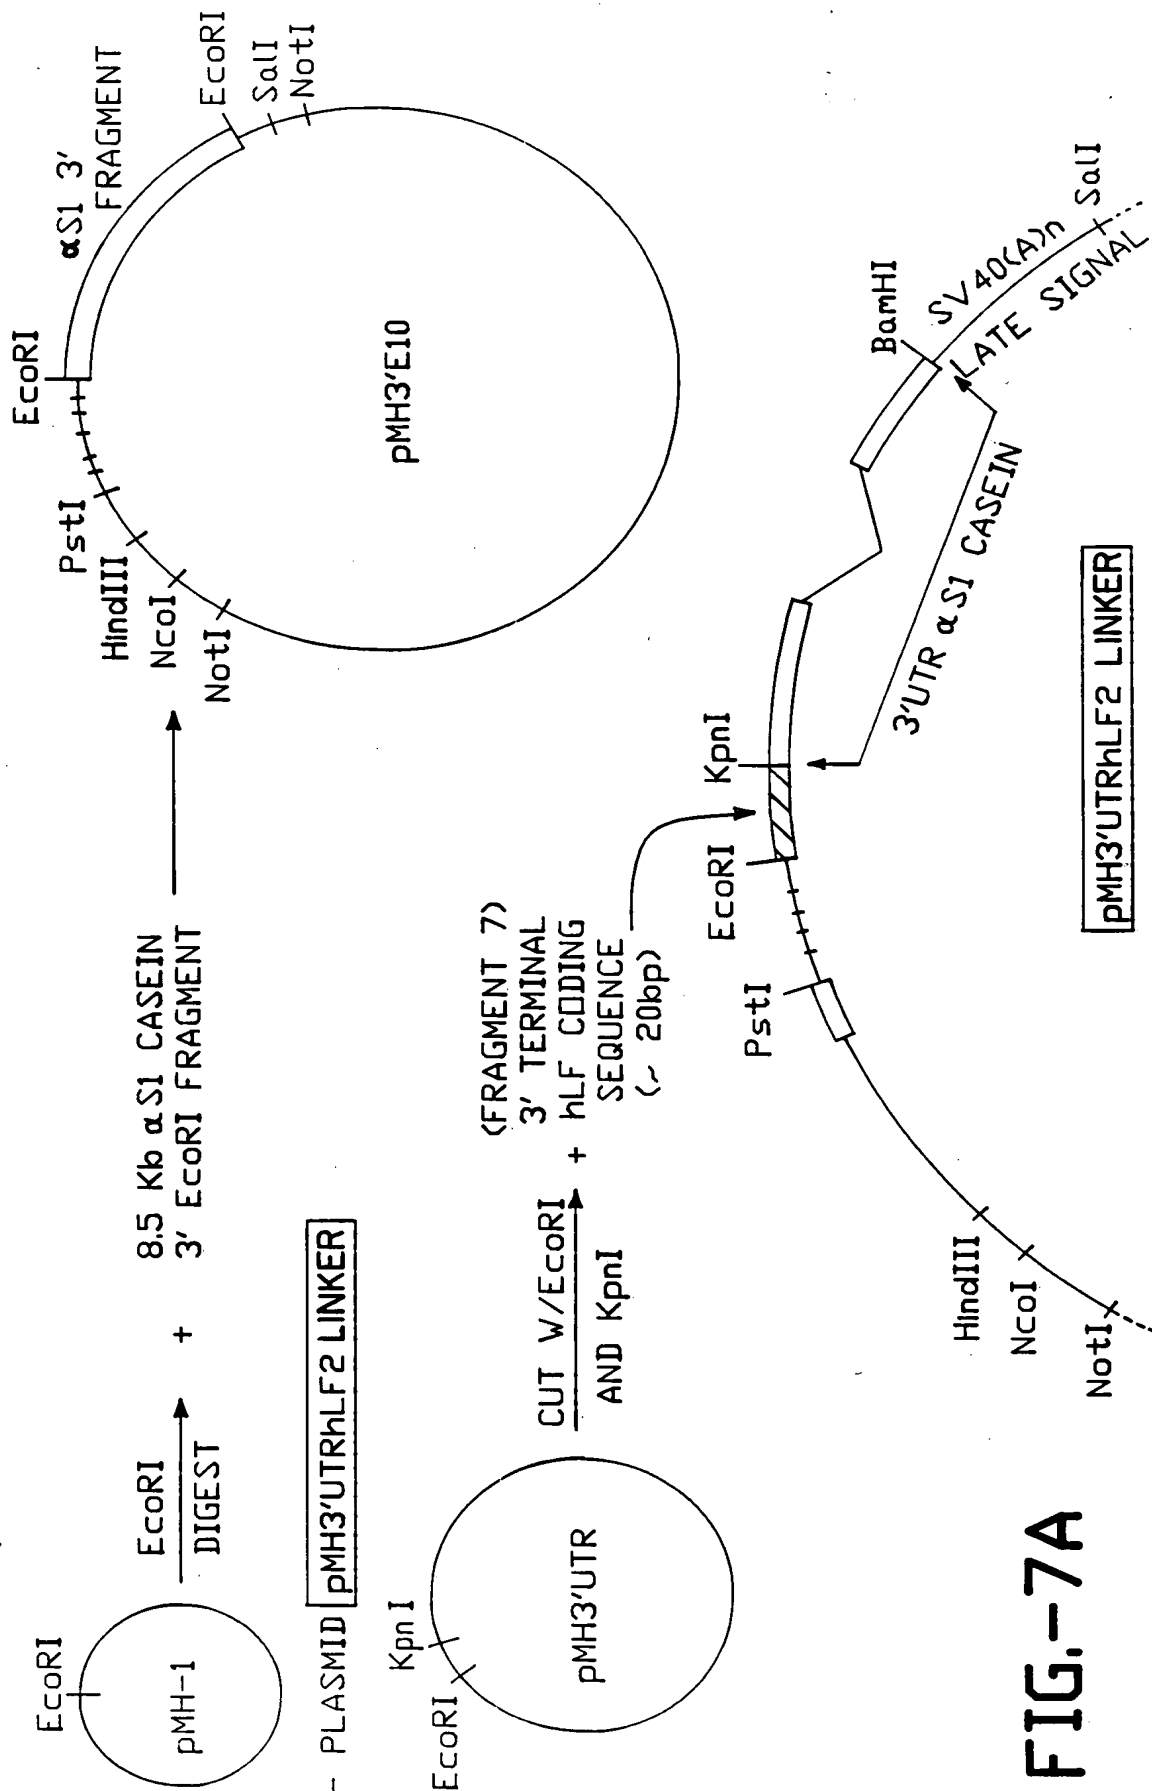 EcoRI
pMH-1
EcoRI
DIGEST
+
8.5 Kb αS1 CASEIN
3' EcoRI FRAGMENT
EcoRI
αS1 3'
FRAGMENT
EcoRI
SalI
NotI
PstI
HindIII
NcoI
NotI
pMH3'E10
- PLASMID pMH3'UTRhLF2 LINKER
KpnI
EcoRI
pMH3'UTR
CUT W/EcoRI
AND KpnI
+
(FRAGMENT 7)
3' TERMINAL
hLF CODING
SEQUENCE
(~ 20bp)
NotI
NcoI
HindIII
PstI
EcoRI
KpnI
BamHI
SV40(A)n
LATE SIGNAL
SalI
3'UTR αS1 CASEIN
pMH3'UTRhLF2 LINKER
FIG.-7A